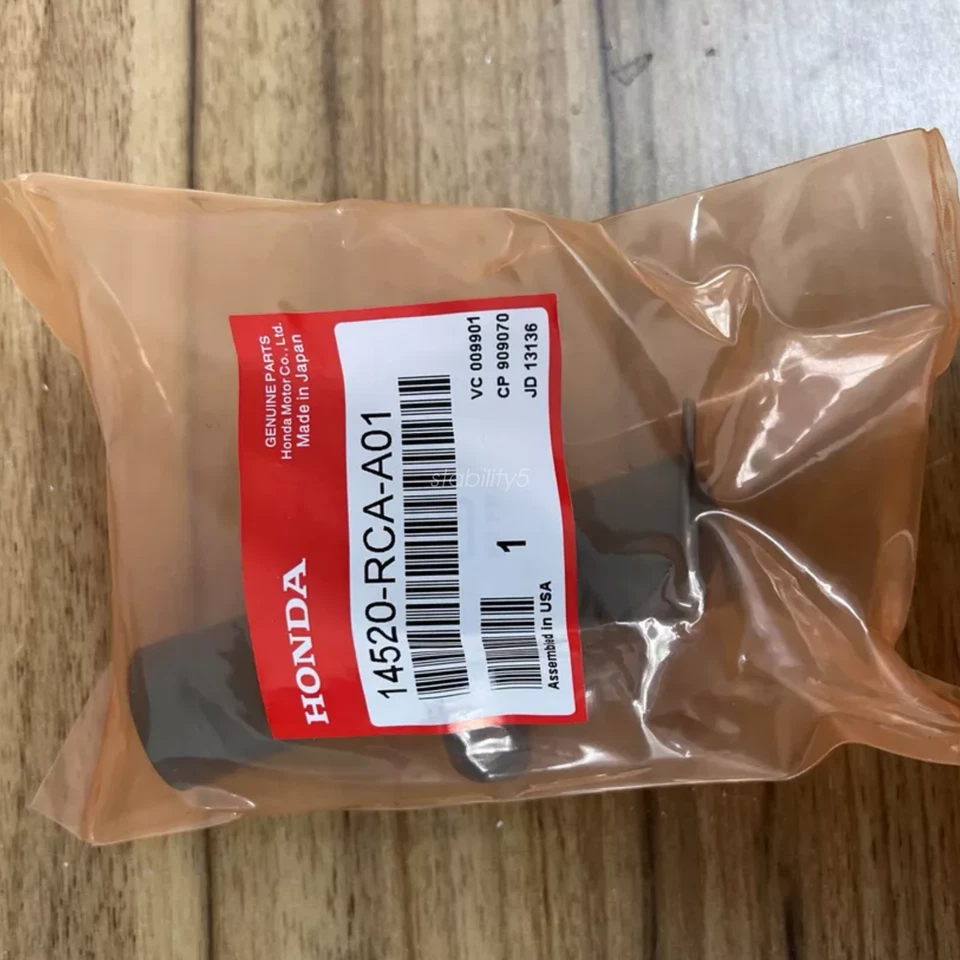 GENUINE PARTS
Honda Motor Co., Ltd.
Made in Japan
HONDA
14520-RCA-A01
VC 009901
CP 909070
JD 13136
1
Assembled in USA
stability5